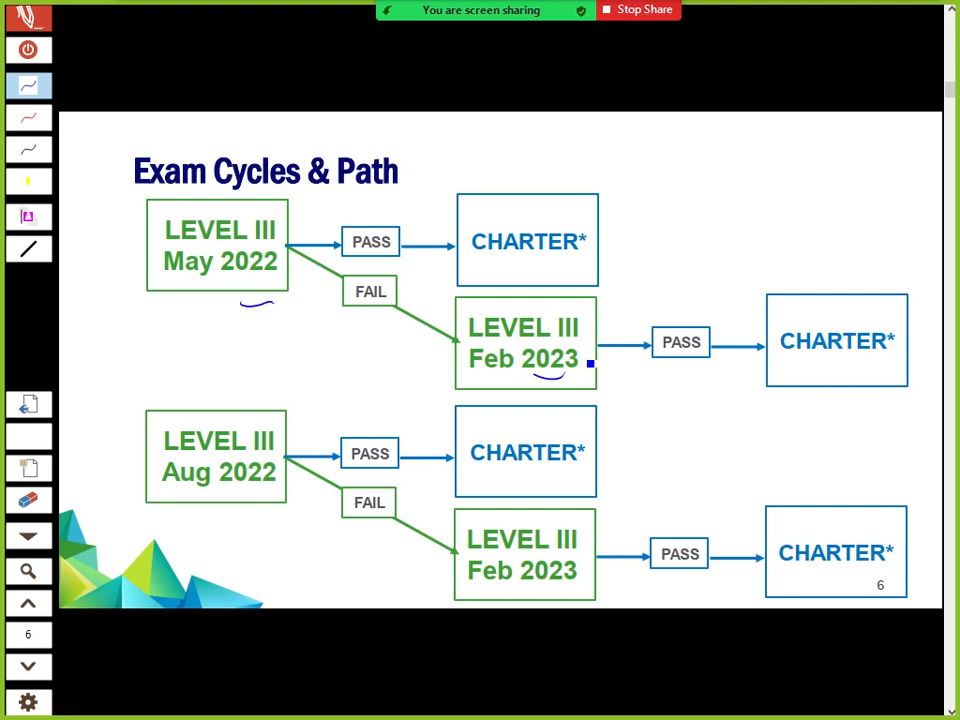 You are screen sharing
Stop Share
Exam Cycles & Path
LEVEL III
May 2022
PASS
CHARTER*
FAIL
LEVEL III
Feb 2023
PASS
CHARTER*
LEVEL III
Aug 2022
PASS
CHARTER*
FAIL
LEVEL III
Feb 2023
PASS
CHARTER*
6
6